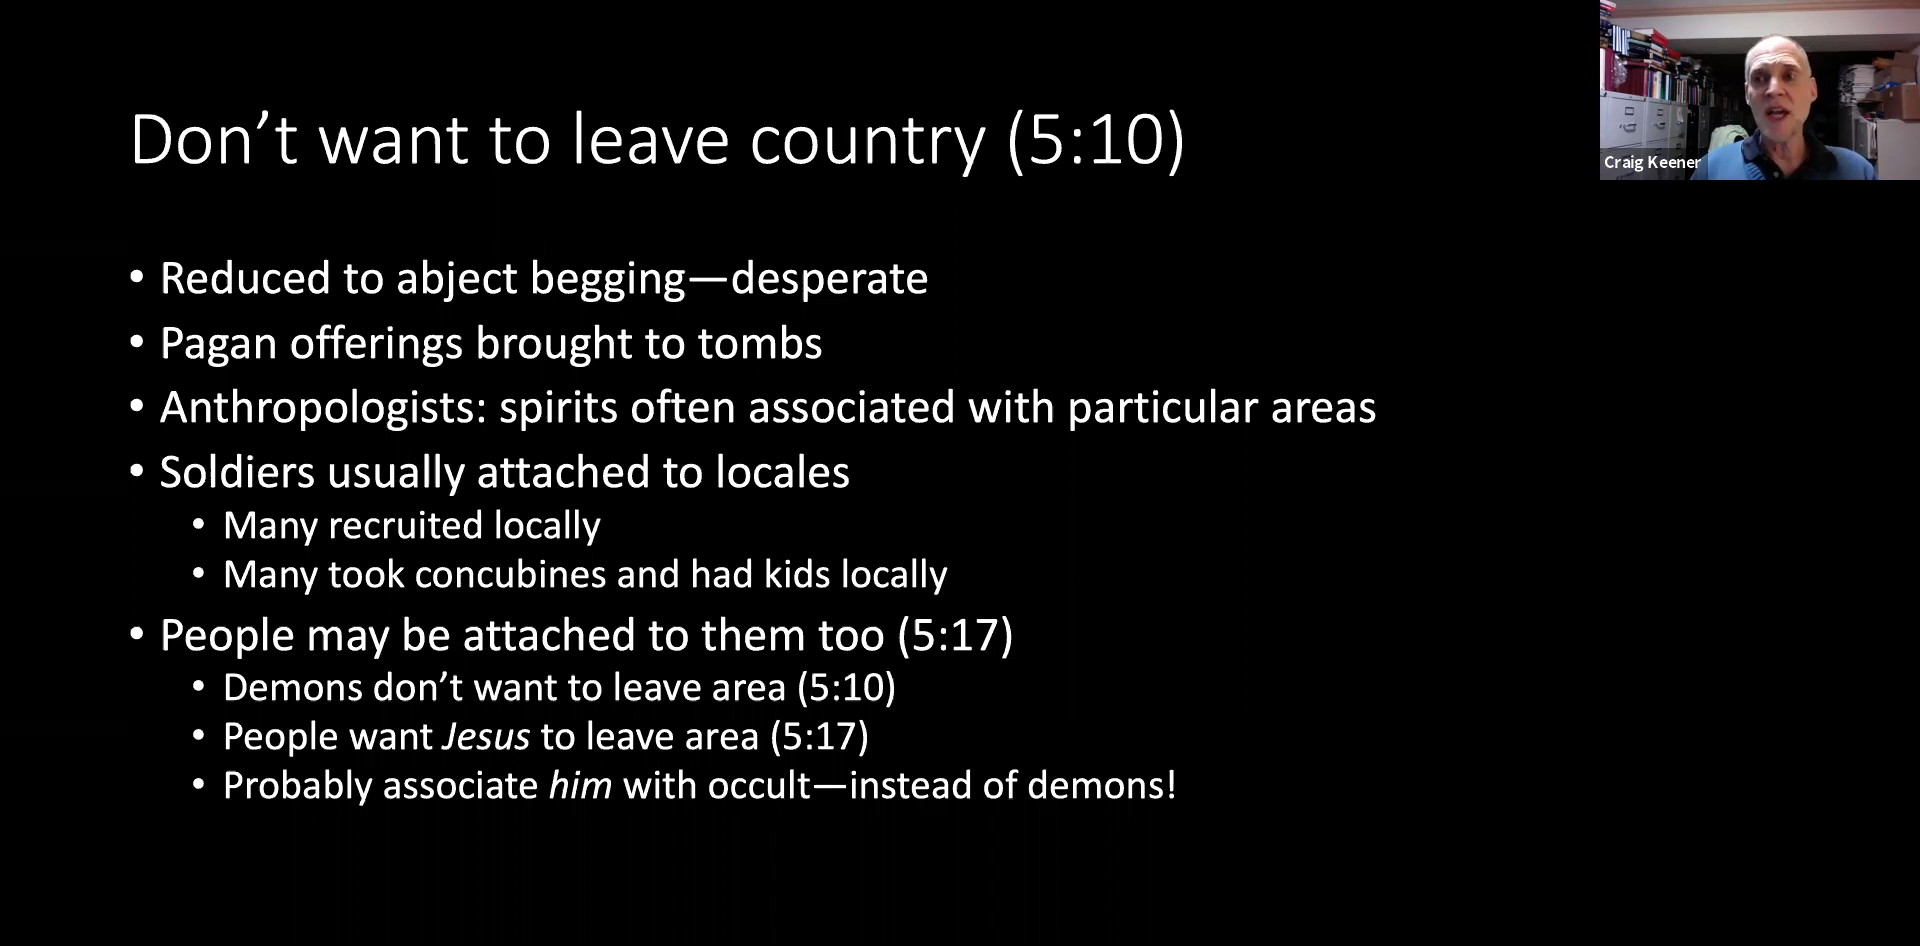 Don’t want to leave country (5:10)
Craig Keener
• Reduced to abject begging—desperate
• Pagan offerings brought to tombs
• Anthropologists: spirits often associated with particular areas
• Soldiers usually attached to locales
• Many recruited locally
• Many took concubines and had kids locally
• People may be attached to them too (5:17)
• Demons don’t want to leave area (5:10)
• People want Jesus to leave area (5:17)
• Probably associate him with occult—instead of demons!